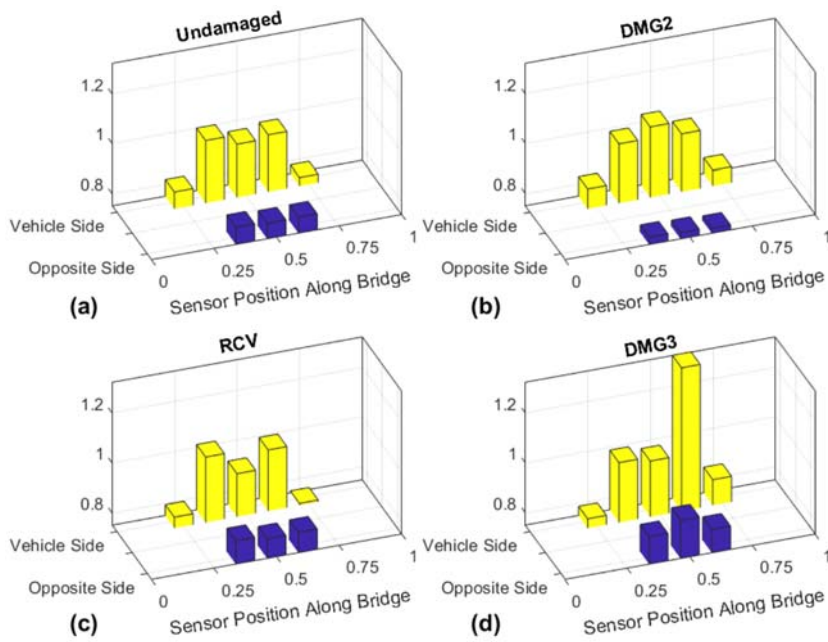 Undamaged
1.2
1
0.8
Vehicle Side
Opposite Side
0
0.25
0.5
0.75
1
Sensor Position Along Bridge
(a)
DMG2
1.2
1
0.8
Vehicle Side
Opposite Side
0
0.25
0.5
0.75
1
Sensor Position Along Bridge
(b)
RCV
1.2
1
0.8
Vehicle Side
Opposite Side
0
0.25
0.5
0.75
1
Sensor Position Along Bridge
(c)
DMG3
1.2
1
0.8
Vehicle Side
Opposite Side
0
0.25
0.5
0.75
1
Sensor Position Along Bridge
(d)